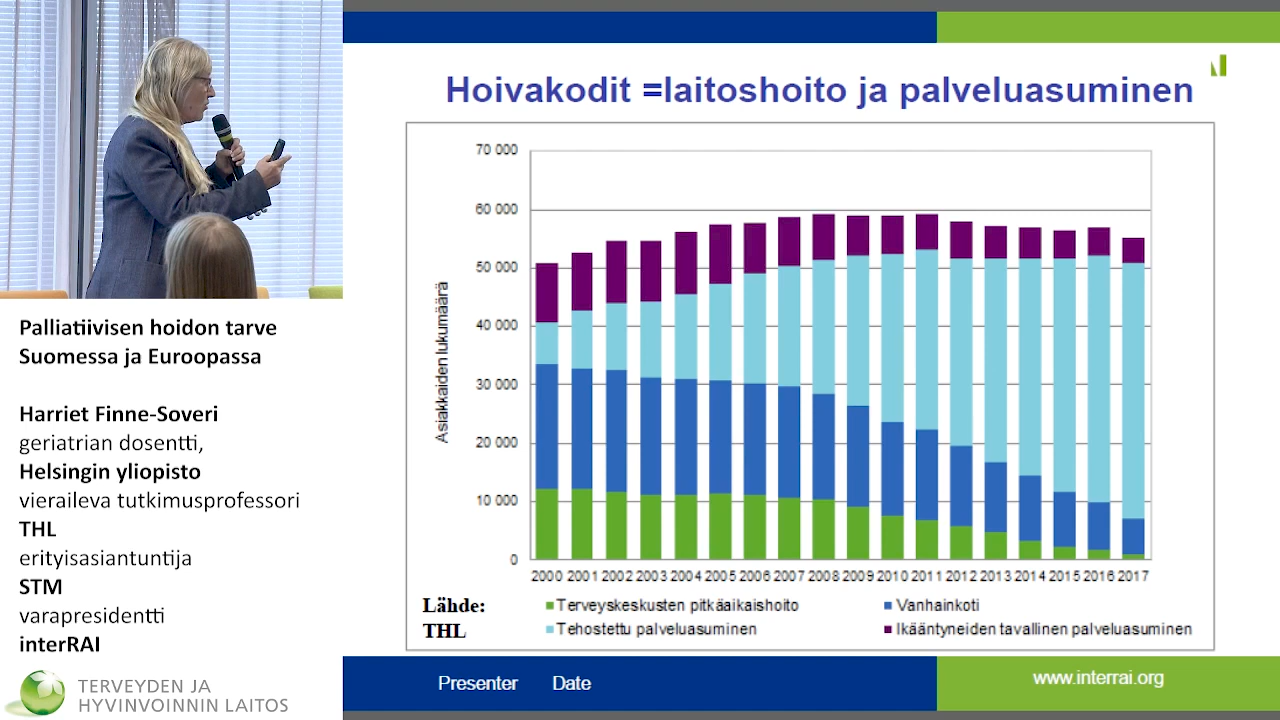 Hoivakodit =laitoshoito ja palveluasuminen
70 000
60 000
50 000
40 000
30 000
20 000
10 000
0
Asiakkaiden lukumäärä
2000 2001 2002 2003 2004 2005 2006 2007 2008 2009 2010 2011 2012 2013 2014 2015 2016 2017
Lähde:
THL
Terveyskeskusten pitkäaikaishoito
Vanhainkoti
Tehostettu palveluasuminen
Ikääntyneiden tavallinen palveluasuminen
Presenter Date
www.interrai.org
Palliatiivisen hoidon tarve
Suomessa ja Euroopassa
Harriet Finne-Soveri
geriatrian dosentti,
Helsingin yliopisto
vieraileva tutkimusprofessori
THL
erityisasiantuntija
STM
varapresidentti
interRAI
TERVEYDEN JA
HYVINVOINNIN LAITOS